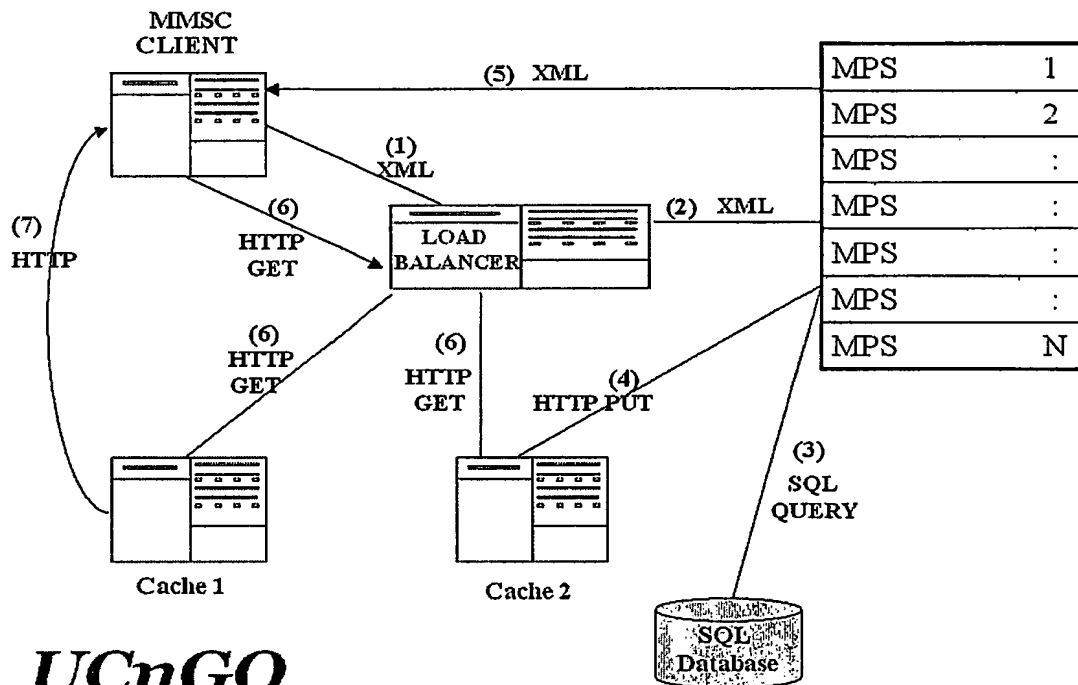 MMSC
CLIENT
(5) XML
MPS 1
MPS 2
MPS :
MPS :
MPS :
MPS :
MPS N
(1)
XML
(2) XML
(6)
HTTP
GET
LOAD
BALANCER
(7)
HTTP
(6)
HTTP
GET
(6)
HTTP
GET
(4)
HTTP PUT
(3)
SQL
QUERY
Cache 1
Cache 2
SQL
Database
UCnGO